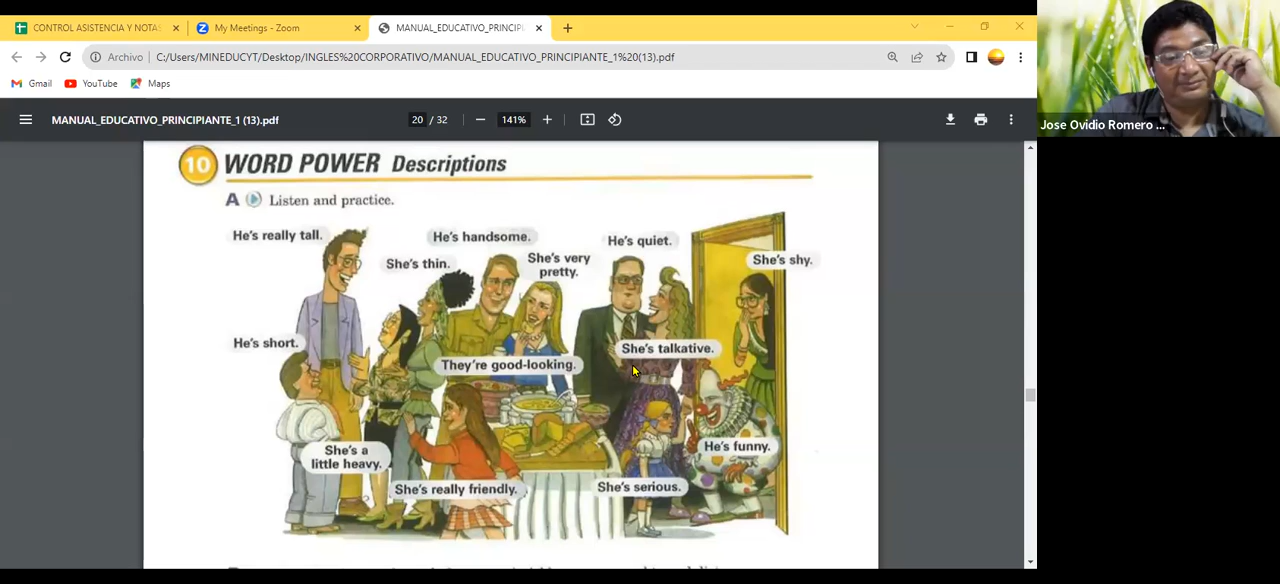 CONTROL ASISTENCIA Y NOTAS
My Meetings - Zoom
MANUAL_EDUCATIVO_PRINCIPI
Archivo
C:/Users/MINEDUCYT/Desktop/INGLES%20CORPORATIVO/MANUAL_EDUCATIVO_PRINCIPIANTE_1%20(13).pdf
Gmail
YouTube
Maps
Jose Ovidio Romero ...
MANUAL_EDUCATIVO_PRINCIPIANTE_1 (13).pdf
20 / 32
141%
10 WORD POWER Descriptions
A Listen and practice.
He's really tall.
He's handsome.
He's quiet.
She's thin.
She's very
pretty.
She's shy.
He's short.
She's talkative.
They're good-looking.
She's a
little heavy.
He's funny.
She's really friendly.
She's serious.